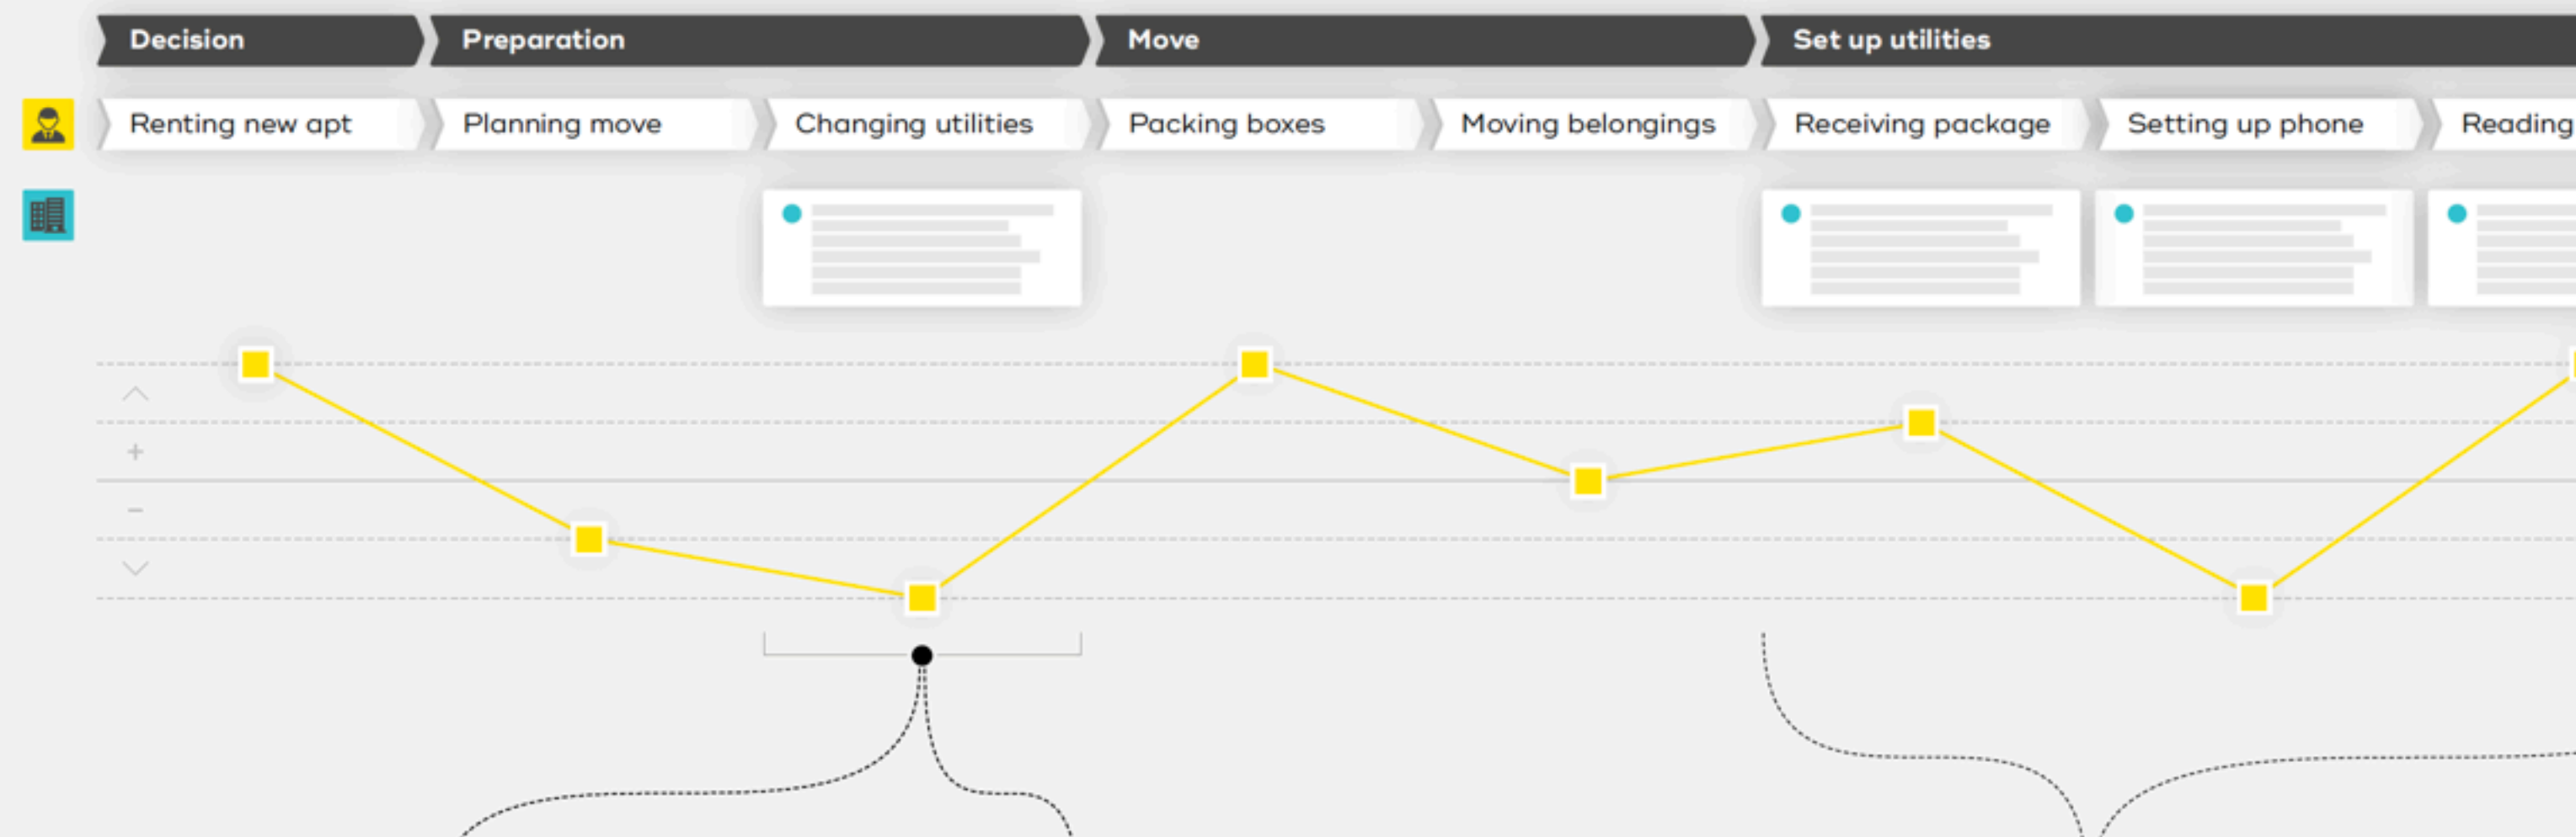 Decision
Preparation
Move
Set up utilities
Renting new apt
Planning move
Changing utilities
Packing boxes
Moving belongings
Receiving package
Setting up phone
Reading
+
−